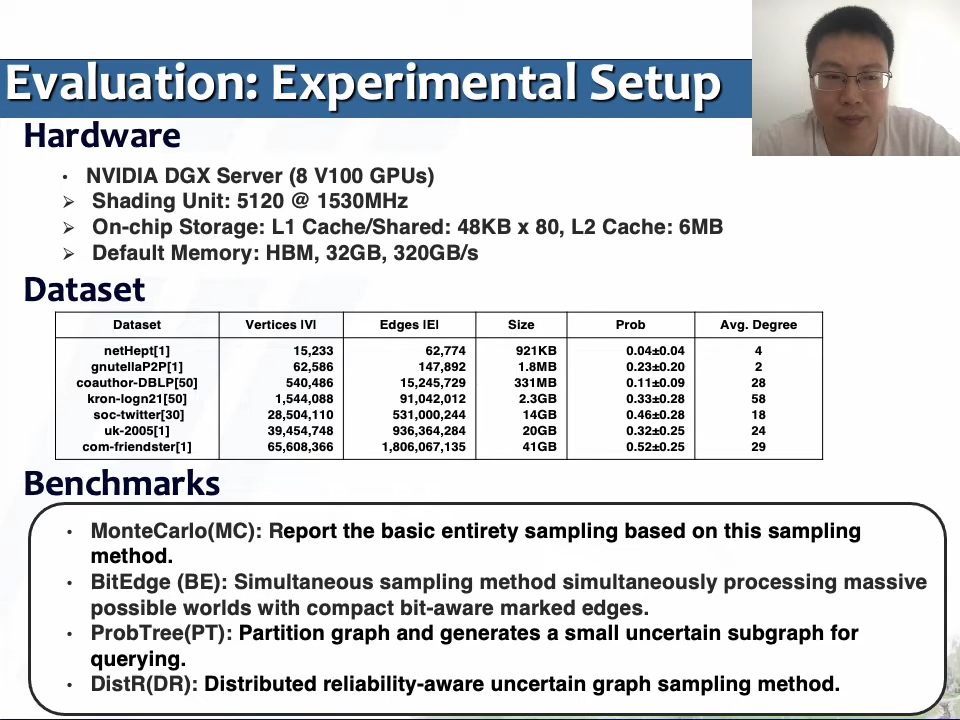 Evaluation: Experimental Setup
Hardware
• NVIDIA DGX Server (8 V100 GPUs)
➢ Shading Unit: 5120 @ 1530MHz
➢ On-chip Storage: L1 Cache/Shared: 48KB x 80, L2 Cache: 6MB
➢ Default Memory: HBM, 32GB, 320GB/s
Dataset
Dataset Vertices |V| Edges |E| Size Prob Avg. Degree
netHept[1] 15,233 62,774 921KB 0.04±0.04 4
gnutellaP2P[1] 62,586 147,892 1.8MB 0.23±0.20 2
coauthor-DBLP[50] 540,486 15,245,729 331MB 0.11±0.09 28
kron-logn21[50] 1,544,088 91,042,012 2.3GB 0.33±0.28 58
soc-twitter[30] 28,504,110 531,000,244 14GB 0.46±0.28 18
uk-2005[1] 39,454,748 936,364,284 20GB 0.32±0.25 24
com-friendster[1] 65,608,366 1,806,067,135 41GB 0.52±0.25 29
Benchmarks
• MonteCarlo(MC): Report the basic entirety sampling based on this sampling
method.
• BitEdge (BE): Simultaneous sampling method simultaneously processing massive
possible worlds with compact bit-aware marked edges.
• ProbTree(PT): Partition graph and generates a small uncertain subgraph for
querying.
• DistR(DR): Distributed reliability-aware uncertain graph sampling method.